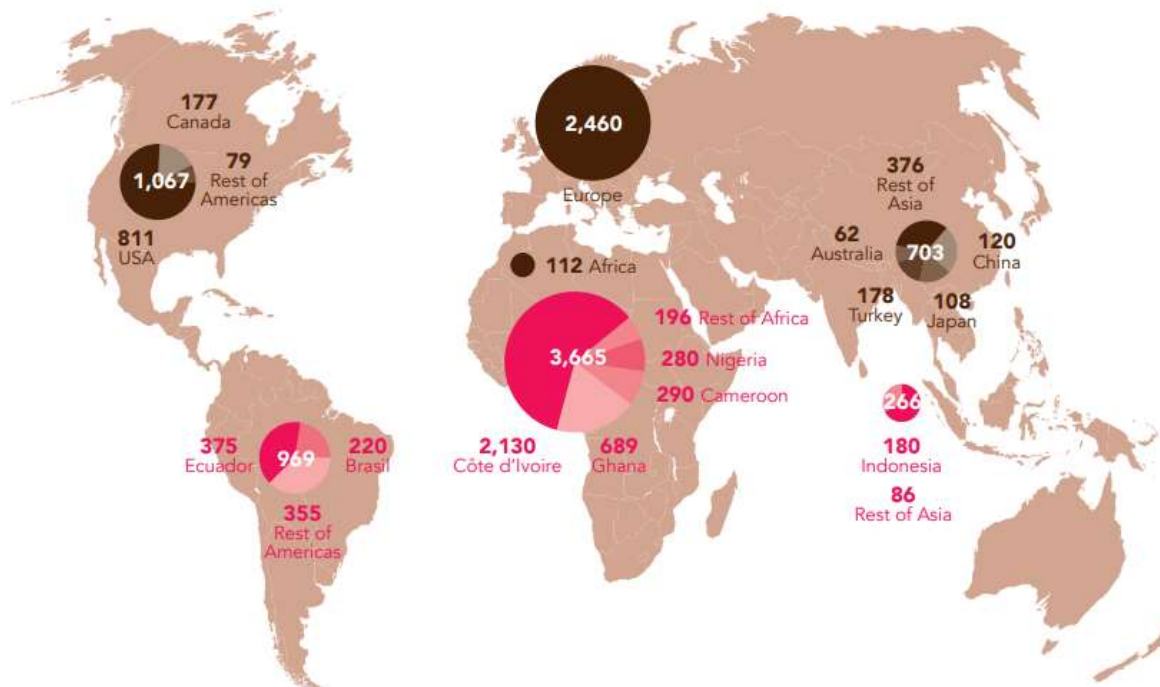 177
Canada
1,067
79
Rest of
Americas
811
USA
2,460
Europe
112 Africa
376
Rest of
Asia
62
Australia
703
120
China
178
Turkey
108
Japan
3,665
196 Rest of Africa
280 Nigeria
290 Cameroon
2,130
Côte d'Ivoire
689
Ghana
375
Ecuador
969
220
Brasil
355
Rest of
Americas
266
180
Indonesia
86
Rest of Asia